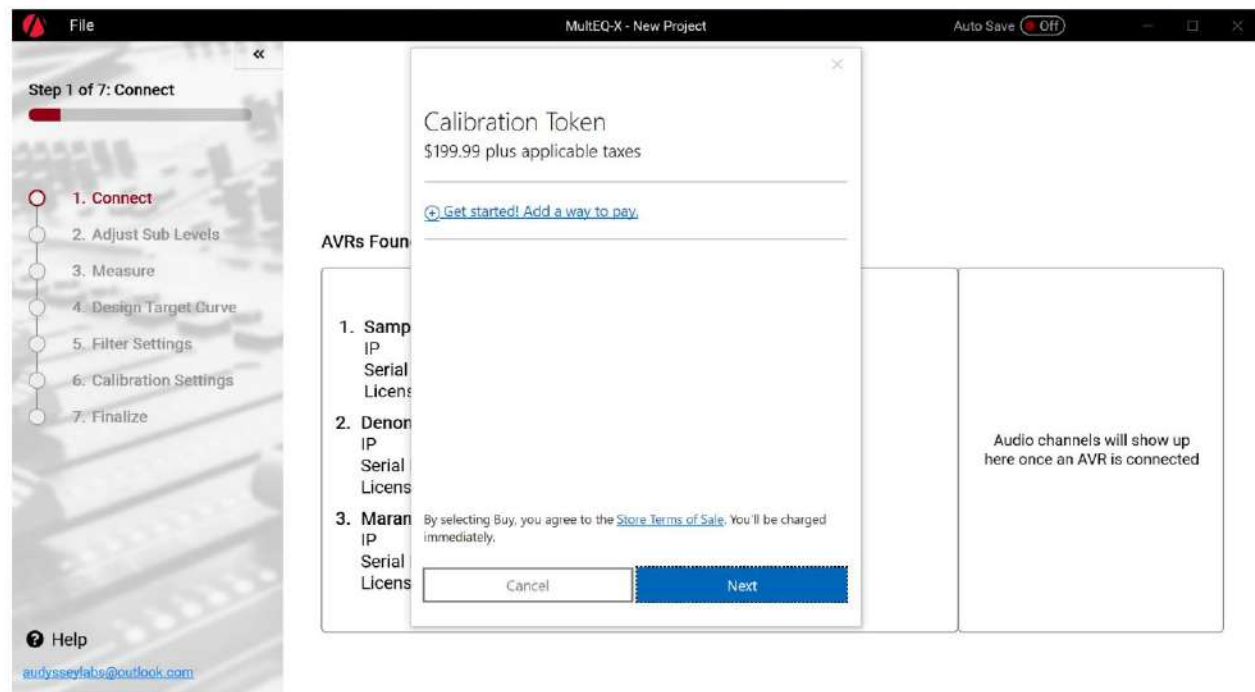 File
MultEQ-X - New Project
Auto Save Off
«
Step 1 of 7: Connect
1. Connect
2. Adjust Sub Levels
3. Measure
4. Design Target Curve
5. Filter Settings
6. Calibration Settings
7. Finalize
Help
audysseylabs@outlook.com
AVRs Foun
1. Samp
IP
Serial
Licens
2. Denon
IP
Serial
Licens
3. Maran
IP
Serial
Licens
Calibration Token
$199.99 plus applicable taxes
Get started! Add a way to pay.
By selecting Buy, you agree to the Store Terms of Sale. You'll be charged
immediately.
Cancel
Next
Audio channels will show up
here once an AVR is connected